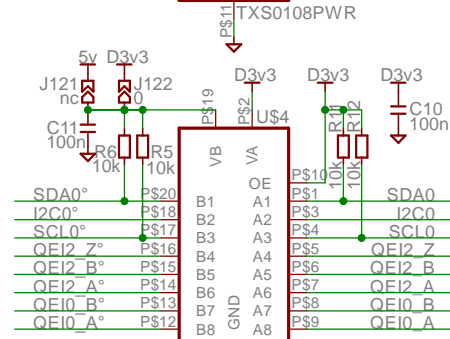 P$11
TXS0108PWR
5v D3v3
J121 J122
nc 0
D3v3 D3v3 D3v3
P$19
P$2
U$4
C11
100n
R6 R5
10k 10k
R11 R12
10k 10k
C10
100n
VB VA
OE P$10
SDA0° P$20 B1 A1 P$1 SDA0
I2C0° P$18 B2 A2 P$3 I2C0
SCL0° P$17 B3 A3 P$4 SCL0
QEI2_Z° P$16 B4 A4 P$5 QEI2_Z
QEI2_B° P$15 B5 A5 P$6 QEI2_B
QEI2_A° P$14 B6 A6 P$7 QEI2_A
QEI0_B° P$13 B7 A7 P$8 QEI0_B
QEI0_A° P$12 B8 A8 P$9 QEI0_A
GND